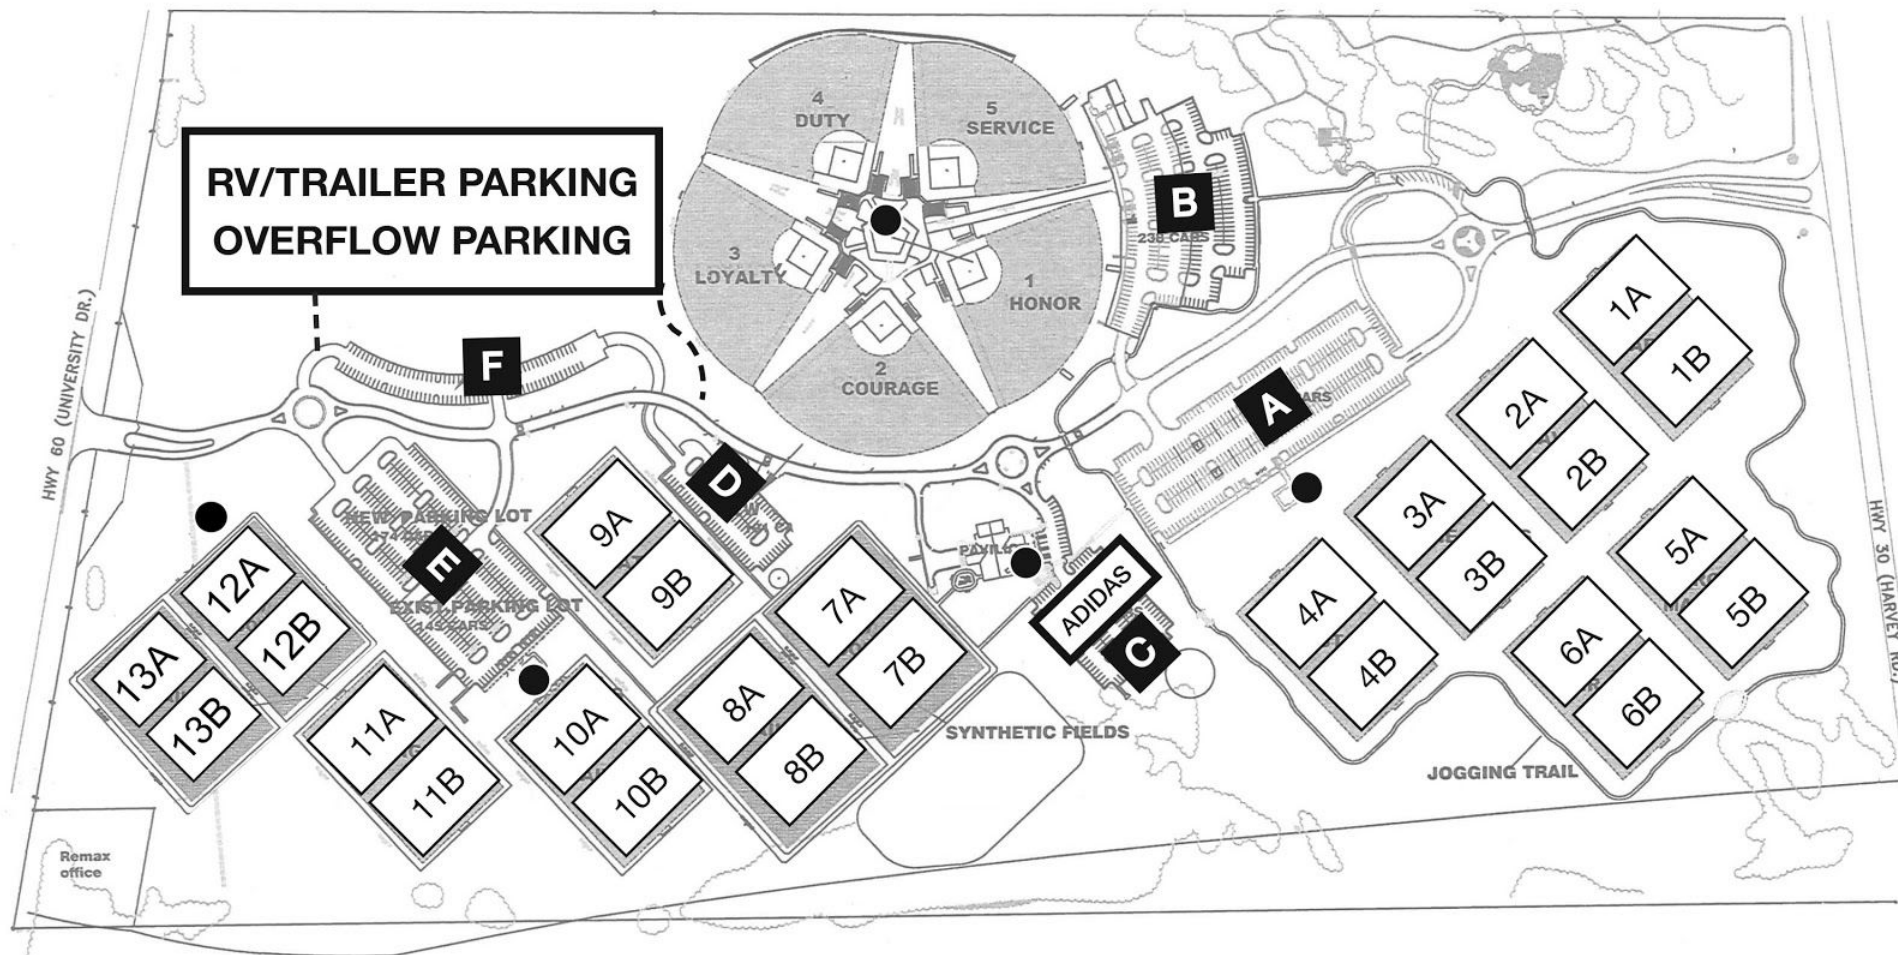 4
DUTY
5
SERVICE
RV/TRAILER PARKING
OVERFLOW PARKING
B
238 CARS
3
LOYALTY
1
HONOR
HWY 60 (UNIVERSITY DR.)
F
2
COURAGE
A
CARS
1A
1B
2A
2B
3A
3B
4A
4B
5A
5B
6A
6B
D
E
NEW PARKING LOT
EXIST PARKING LOT
145 CARS
9A
9B
ADIDAS
C
7A
7B
8A
8B
12A
12B
13A
13B
11A
11B
10A
10B
SYNTHETIC FIELDS
JOGGING TRAIL
HWY 30 (HARVEY RD.)
Remax
office